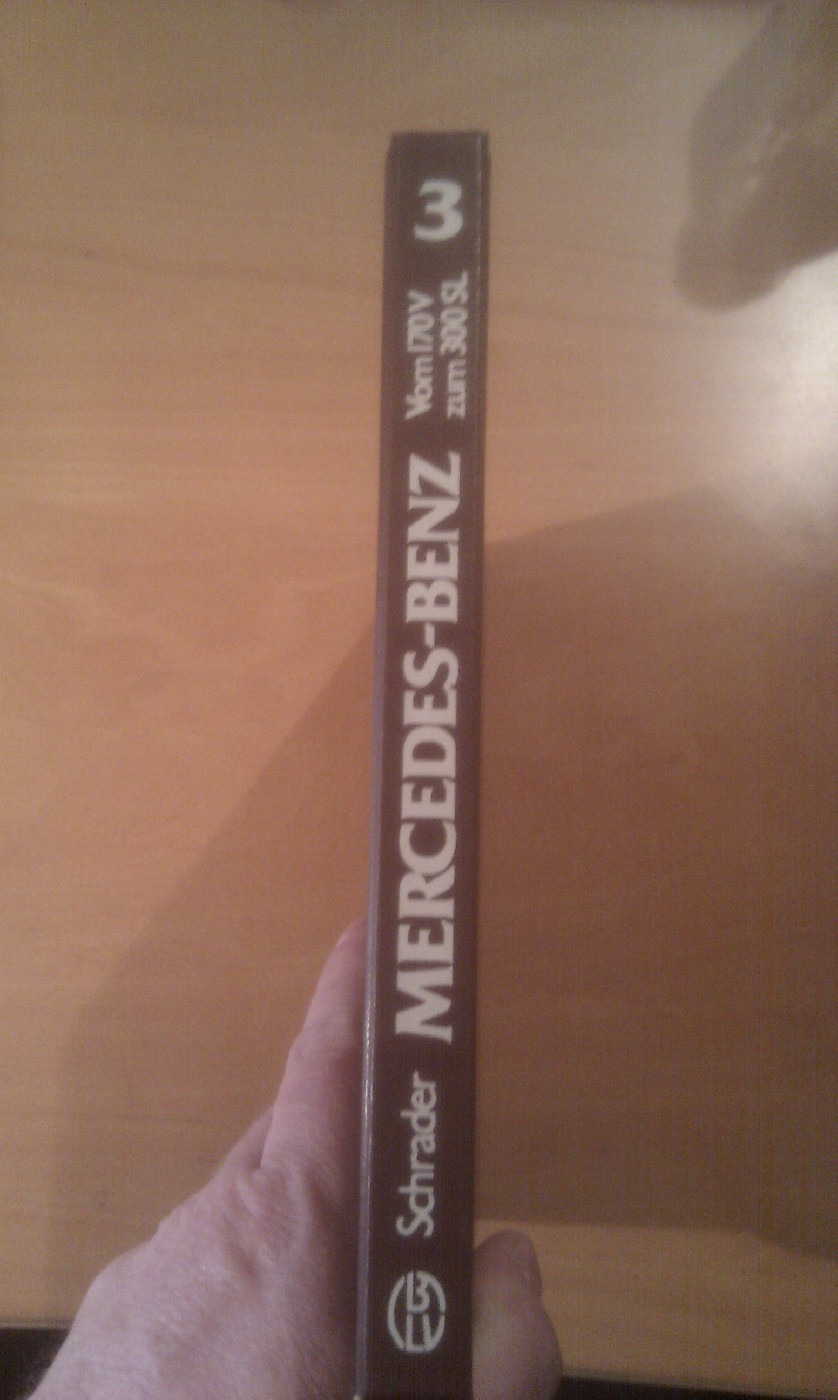 Schrader
MERCEDES-BENZ
Vom 170 V
zum 300 SL
3